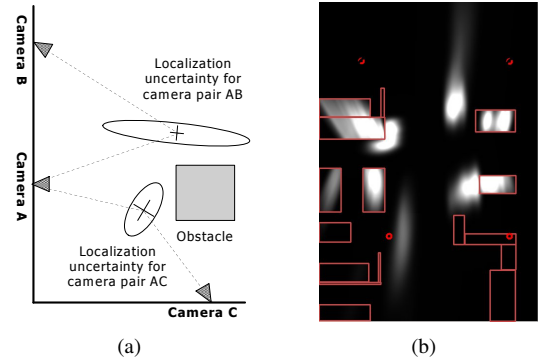 Camera B
Localization
uncertainty for
camera pair AB
Camera A
Obstacle
Localization
uncertainty for
camera pair AC
Camera C
(a)
(b)